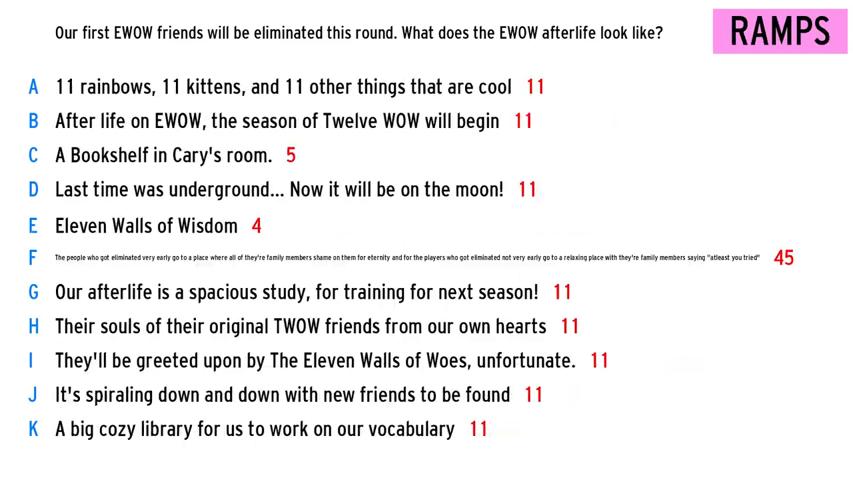 Our first EWOW friends will be eliminated this round. What does the EWOW afterlife look like?
RAMPS
A 11 rainbows, 11 kittens, and 11 other things that are cool 11
B After life on EWOW, the season of Twelve WOW will begin 11
C A Bookshelf in Cary's room. 5
D Last time was underground... Now it will be on the moon! 11
E Eleven Walls of Wisdom 4
F The people who got eliminated very early go to a place where all of they're family members shame on them for eternity and for the players who got eliminated not very early go to a relaxing place with they're family members saying "atleast you tried" 45
G Our afterlife is a spacious study, for training for next season! 11
H Their souls of their original TWOW friends from our own hearts 11
I They'll be greeted upon by The Eleven Walls of Woes, unfortunate. 11
J It's spiraling down and down with new friends to be found 11
K A big cozy library for us to work on our vocabulary 11